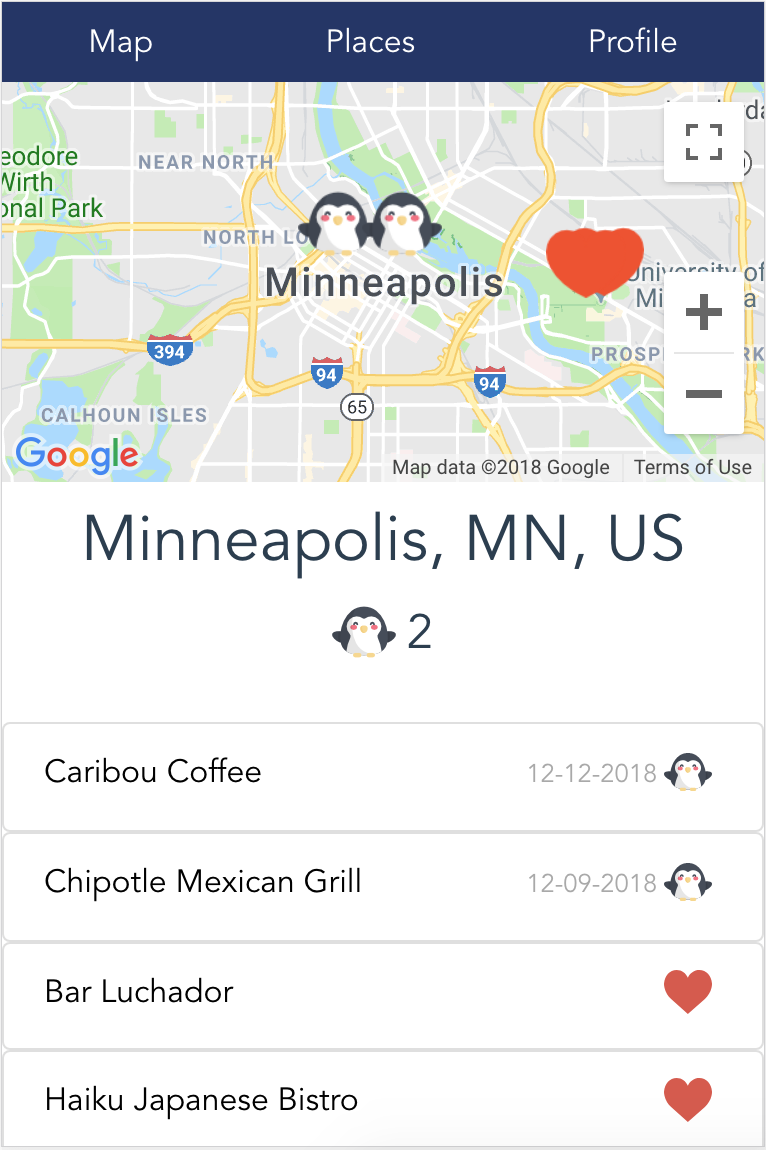 Map Places Profile
eodore
Wirth
onal Park
NEAR NORTH
NORTH LO
Minneapolis
University of
Mi a
PROSP RK
394
94
94
65
CALHOUN ISLES
Google
Map data ©2018 Google Terms of Use
Minneapolis, MN, US
2
Caribou Coffee 12-12-2018
Chipotle Mexican Grill 12-09-2018
Bar Luchador
Haiku Japanese Bistro